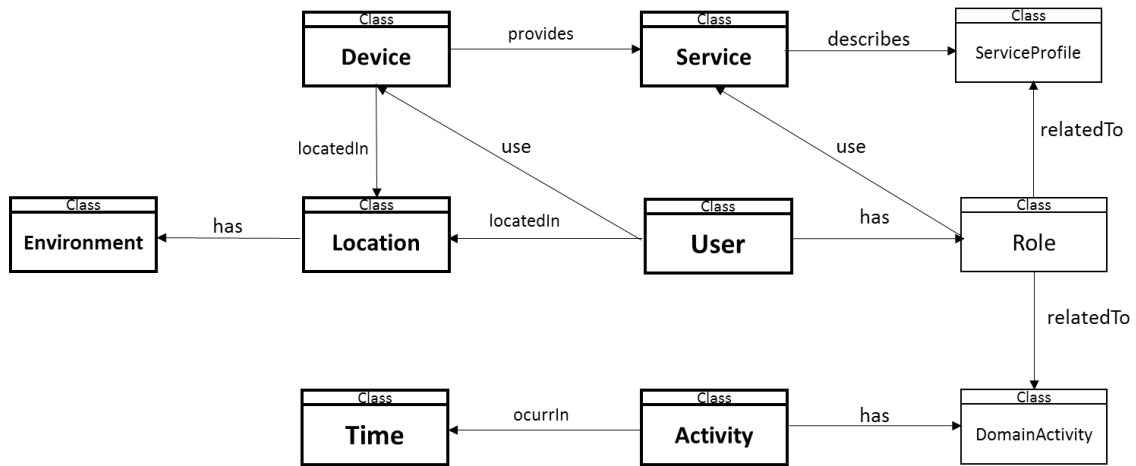 Class
Device
provides
Class
Service
describes
Class
ServiceProfile
locatedIn
use
use
relatedTo
Class
Environment
has
Class
Location
locatedIn
Class
User
has
Class
Role
relatedTo
Class
Time
ocurrIn
Class
Activity
has
Class
DomainActivity